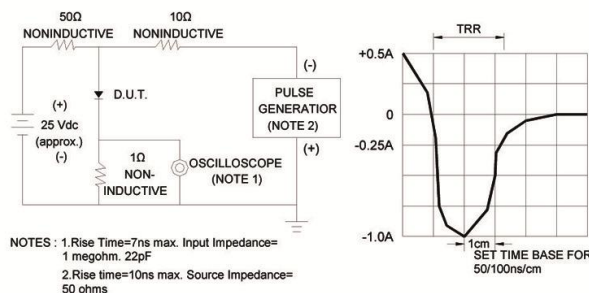 50Ω
NONINDUCTIVE
10Ω
NONINDUCTIVE
D.U.T.
(+)
25 Vdc
(approx.)
(-)
1Ω
NON-
INDUCTIVE
OSCILLOSCOPE
(NOTE 1)
(-)
PULSE
GENERATIOR
(NOTE 2)
(+)
NOTES : 1.Rise Time=7ns max. Input Impedance=
1 megohm. 22pF
2.Rise time=10ns max. Source Impedance=
50 ohms
TRR
+0.5A
0
-0.25A
-1.0A
1cm
SET TIME BASE FOR
50/100ns/cm